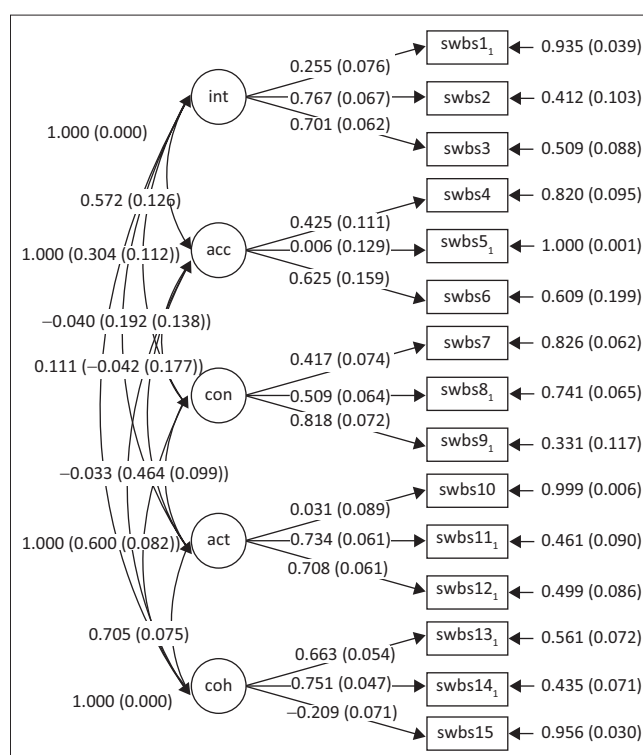 swbs1₁ 0.935 (0.039)
0.255 (0.076)
int 0.767 (0.067) swbs2 0.412 (0.103)
1.000 (0.000) 0.701 (0.062)
swbs3 0.509 (0.088)
0.572 (0.126) swbs4 0.820 (0.095)
0.425 (0.111)
1.000 (0.304 (0.112)) acc 0.006 (0.129) swbs5₁ 1.000 (0.001)
0.625 (0.159)
swbs6 0.609 (0.199)
−0.040 (0.192 (0.138))
swbs7 0.826 (0.062)
0.111 (−0.042 (0.177)) 0.417 (0.074)
con 0.509 (0.064) swbs8₁ 0.741 (0.065)
0.818 (0.072)
swbs9₁ 0.331 (0.117)
−0.033 (0.464 (0.099))
swbs10 0.999 (0.006)
0.031 (0.089)
1.000 (0.600 (0.082)) act 0.734 (0.061) swbs11₁ 0.461 (0.090)
0.708 (0.061)
swbs12₁ 0.499 (0.086)
0.705 (0.075) swbs13₁ 0.561 (0.072)
0.663 (0.054)
1.000 (0.000) coh 0.751 (0.047) swbs14₁ 0.435 (0.071)
−0.209 (0.071)
swbs15 0.956 (0.030)